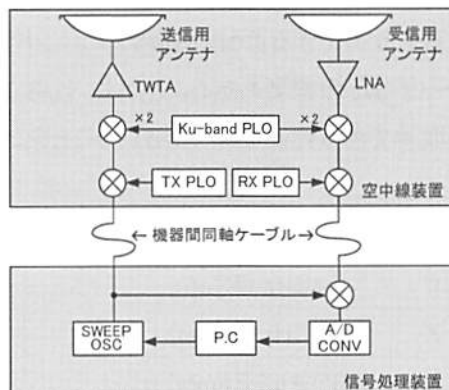 送信用
アンテナ
受信用
アンテナ
TWTA
LNA
×2
Ku-band PLO
×2
TX PLO
RX PLO
空中線装置
←機器間同軸ケーブル→
SWEEP
OSC
P.C
A/D
CONV
信号処理装置